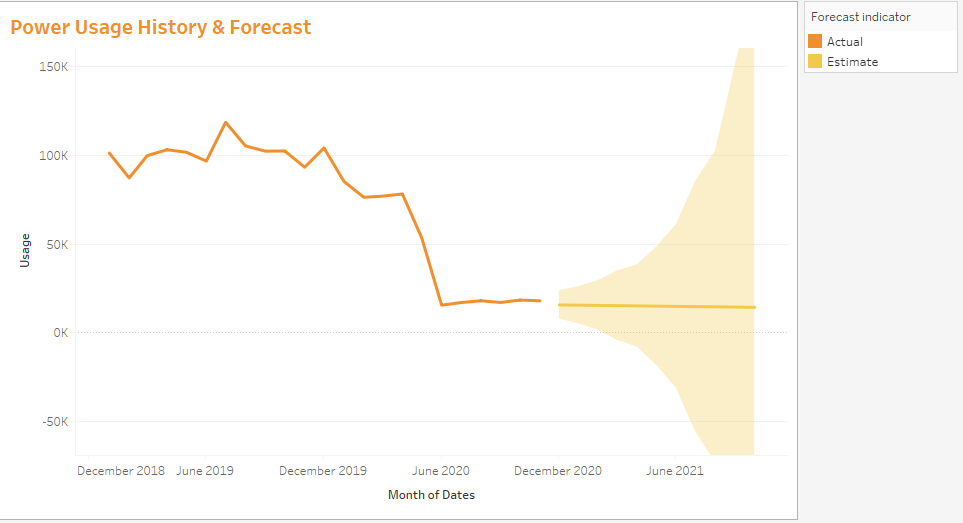 Power Usage History & Forecast
Forecast indicator
Actual
Estimate
150K
100K
50K
0K
-50K
Usage
December 2018 June 2019 December 2019 June 2020 December 2020 June 2021
Month of Dates